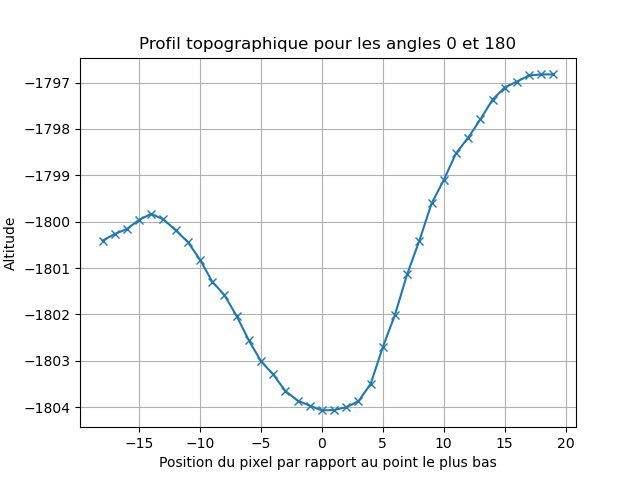 Profil topographique pour les angles 0 et 180
−1797
−1798
−1799
−1800
−1801
−1802
−1803
−1804
Altitude
−15 −10 −5 0 5 10 15 20
Position du pixel par rapport au point le plus bas